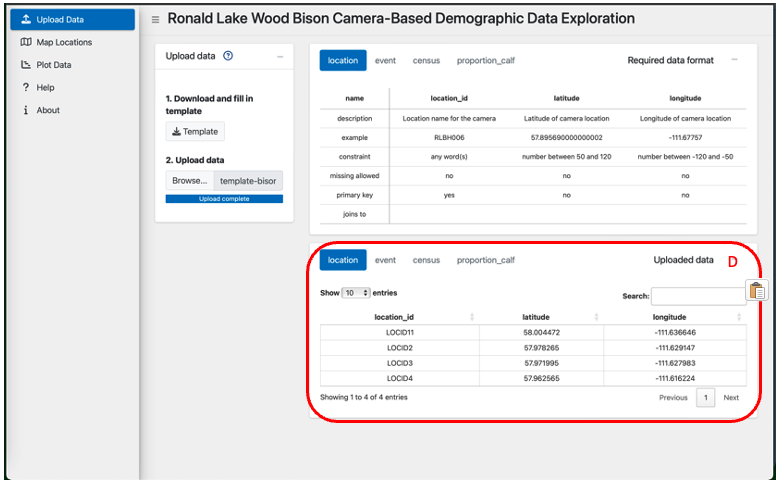 Upload Data
Map Locations
Plot Data
Help
About
Ronald Lake Wood Bison Camera-Based Demographic Data Exploration
Upload data
1. Download and fill in
template
Template
2. Upload data
Browse... template-bisor
Upload complete
location event census proportion_calf Required data format
name location_id latitude longitude
description Location name for the camera Latitude of camera location Longitude of camera location
example RLBH006 57.895690000000002 -111.67757
constraint any word(s) number between 50 and 120 number between -120 and -50
missing allowed no no no
primary key yes no no
joins to
location event census proportion_calf Uploaded data D
Show 10 entries Search:
location_id latitude longitude
LOCID11 58.004472 -111.636646
LOCID2 57.978265 -111.629147
LOCID3 57.971995 -111.627983
LOCID4 57.962565 -111.616224
Showing 1 to 4 of 4 entries Previous 1 Next